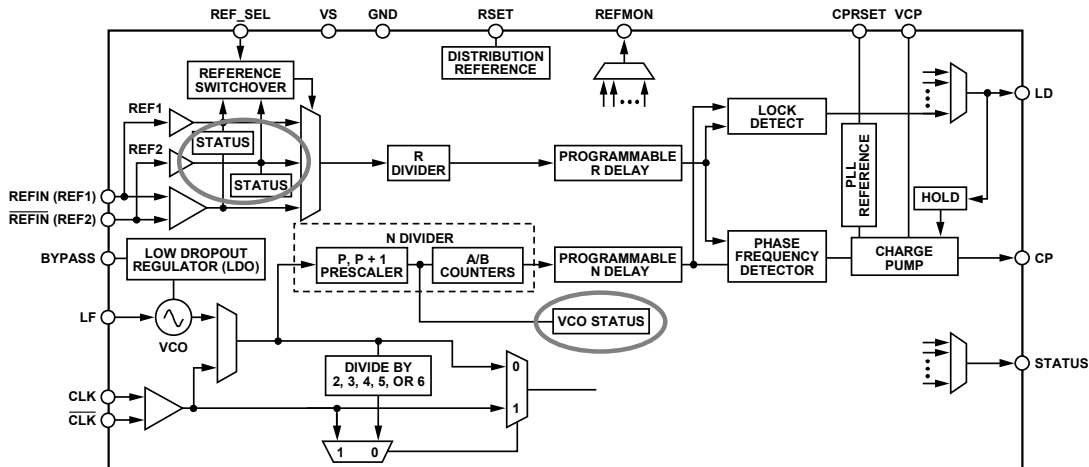 REF_SEL
VS
GND
RSET
REFMON
CPRSET
VCP
DISTRIBUTION
REFERENCE
REFERENCE
SWITCHOVER
REF1
STATUS
REF2
STATUS
R
DIVIDER
PROGRAMMABLE
R DELAY
LOCK
DETECT
PLL
REFERENCE
LD
HOLD
REFIN (REF1)
REFIN (REF2)
BYPASS
LOW DROPOUT
REGULATOR (LDO)
N DIVIDER
P, P + 1
PRESCALER
A/B
COUNTERS
PROGRAMMABLE
N DELAY
PHASE
FREQUENCY
DETECTOR
CHARGE
PUMP
CP
LF
VCO
VCO STATUS
DIVIDE BY
2, 3, 4, 5, OR 6
0
1
STATUS
CLK
CLK
1 0